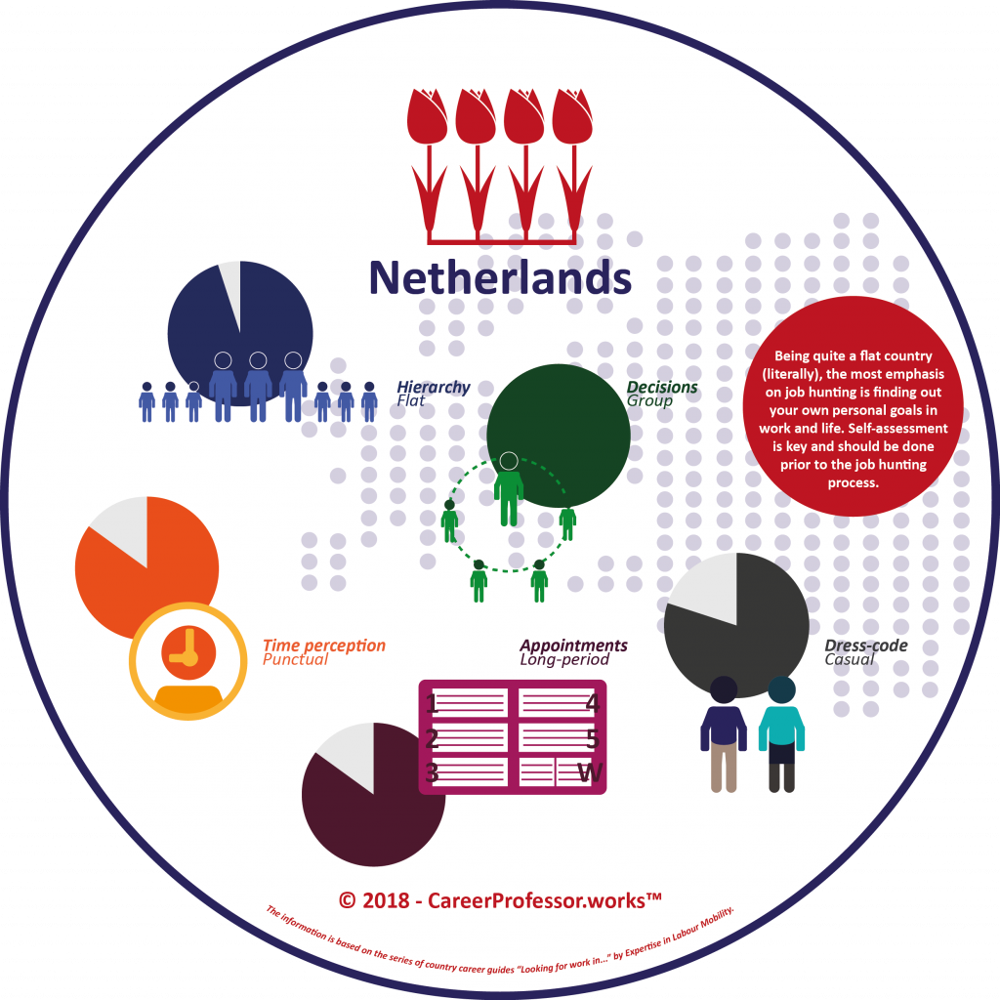 Netherlands
Being quite a flat country
(literally), the most emphasis
on job hunting is finding out
your own personal goals in
work and life. Self-assessment
is key and should be done
prior to the job hunting
process.
Hierarchy
Flat
Decisions
Group
Time perception
Punctual
Appointments
Long-period
Dress-code
Casual
1
4
2
5
3
W
© 2018 - CareerProfessor.works™
The information is based on the series of country career guides "Looking for work in..." by Expertise in Labour Mobility.